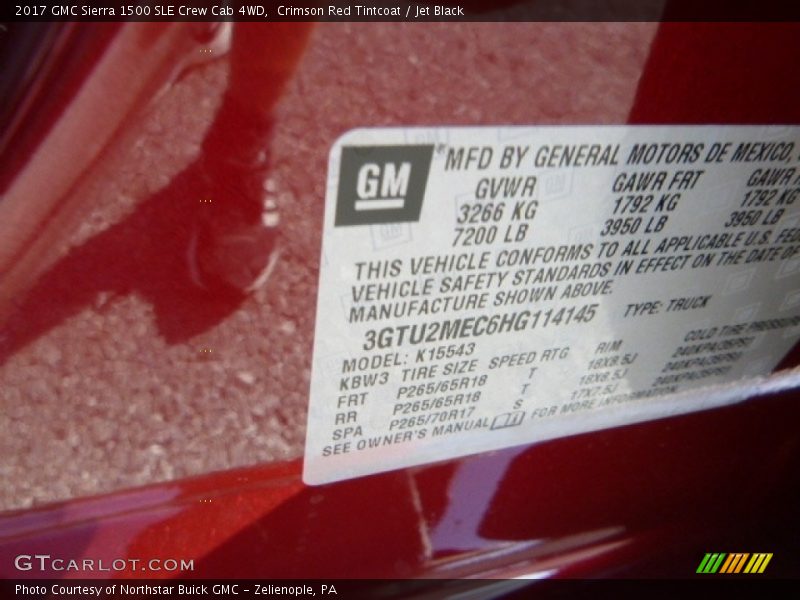 2017 GMC Sierra 1500 SLE Crew Cab 4WD,  Crimson Red Tintcoat / Jet Black
GM
MFD BY GENERAL MOTORS DE MEXICO,
GVWR GAWR FRT GAWR
3266 KG 1792 KG 1792 KG
7200 LB 3950 LB 3950 LB
THIS VEHICLE CONFORMS TO ALL APPLICABLE U.S.
VEHICLE SAFETY STANDARDS IN EFFECT ON THE DATE OF
MANUFACTURE SHOWN ABOVE.
3GTU2MEC6HG114145 TYPE: TRUCK
MODEL: K15543
KBW3 TIRE SIZE SPEED RTG RIM COLD TIRE PRESSURE
FRT P265/65R18 T 18X8.5J
RR P265/65R18 T 18X8.5J
SPA P265/70R17 S 17X7.5J
SEE OWNER'S MANUAL FOR MORE INFORMATION
GTCARLOT.COM
Photo Courtesy of Northstar Buick GMC - Zelienople, PA